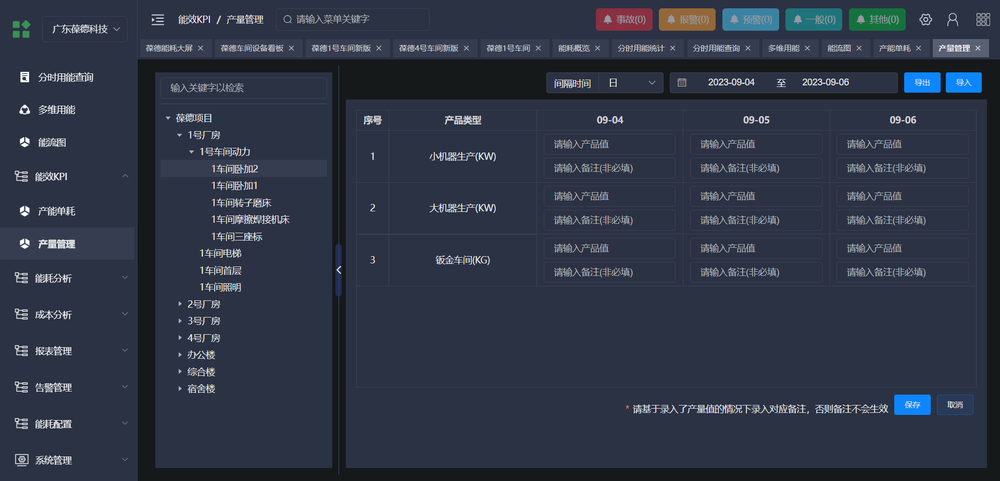 广东葆德科技
能效KPI / 产量管理
请输入菜单关键字
事故(0)
报警(0)
预警(0)
一般(0)
其他(0)
葆德能耗大屏
葆德车间设备看板
葆德1号车间新版
葆德4号车间新版
葆德1号车间
能耗概览
分时用能统计
分时用能查询
多维用能
能流图
产能单耗
产量管理
分时用能查询
多维用能
能流图
能效KPI
产能单耗
产量管理
能耗分析
成本分析
报表管理
告警管理
能耗配置
系统管理
输入关键字以检索
葆德项目
1号厂房
1号车间动力
1车间卧加2
1车间卧加1
1车间转子磨床
1车间摩擦焊接机床
1车间三座标
1车间电梯
1车间首层
1车间照明
2号厂房
3号厂房
4号厂房
办公楼
综合楼
宿舍楼
间隔时间 日
2023-09-04 至 2023-09-06
导出
导入
序号 产品类型 09-04 09-05 09-06
请输入产品值 请输入产品值 请输入产品值
1 小机器生产(KW)
请输入备注(非必填) 请输入备注(非必填) 请输入备注(非必填)
请输入产品值 请输入产品值 请输入产品值
2 大机器生产(KW)
请输入备注(非必填) 请输入备注(非必填) 请输入备注(非必填)
请输入产品值 请输入产品值 请输入产品值
3 钣金车间(KG)
请输入备注(非必填) 请输入备注(非必填) 请输入备注(非必填)
* 请基于录入了产量值的情况下录入对应备注，否则备注不会生效
保存
取消